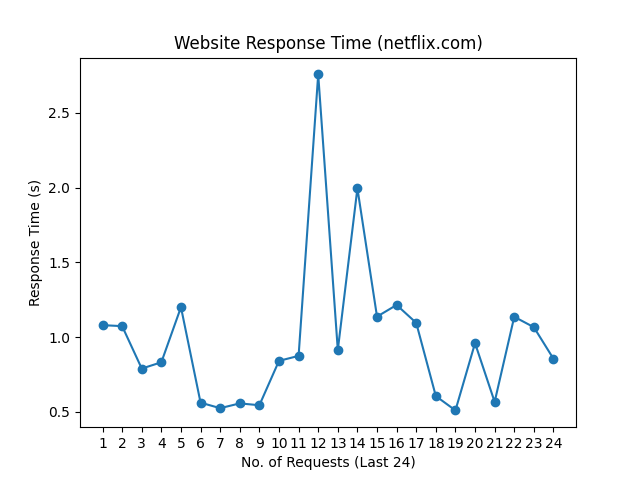 Website Response Time (netflix.com)
2.5
2.0
1.5
1.0
0.5
Response Time (s)
1 2 3 4 5 6 7 8 9 10 11 12 13 14 15 16 17 18 19 20 21 22 23 24
No. of Requests (Last 24)